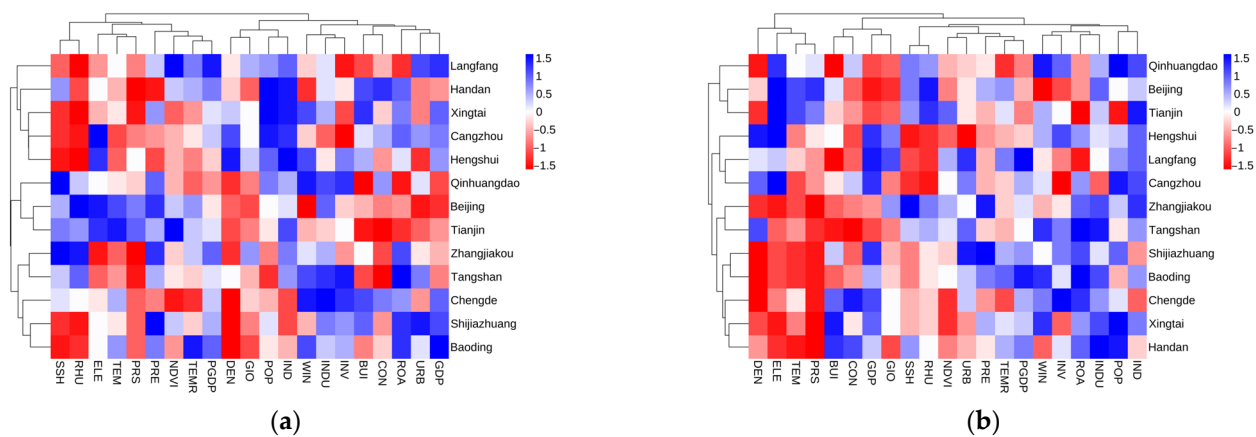 Langfang
Handan
Xingtai
Cangzhou
Hengshui
Qinhuangdao
Beijing
Tianjin
Zhangjiakou
Tangshan
Chengde
Shijiazhuang
Baoding
1.5
1
0.5
0
−0.5
−1
−1.5
SSH
RHU
ELE
TEM
PRS
PRE
NDVI
TEMR
PGDP
DEN
GIO
POP
IND
WIN
INDU
INV
BUI
CON
ROA
URB
GDP
(a)
Qinhuangdao
Beijing
Tianjin
Hengshui
Langfang
Cangzhou
Zhangjiakou
Tangshan
Shijiazhuang
Baoding
Chengde
Xingtai
Handan
1.5
1
0.5
0
−0.5
−1
−1.5
DEN
ELE
TEM
PRS
BUI
CON
GDP
GIO
SSH
RHU
NDVI
URB
PRE
TEMR
PGDP
WIN
INV
ROA
INDU
POP
IND
(b)